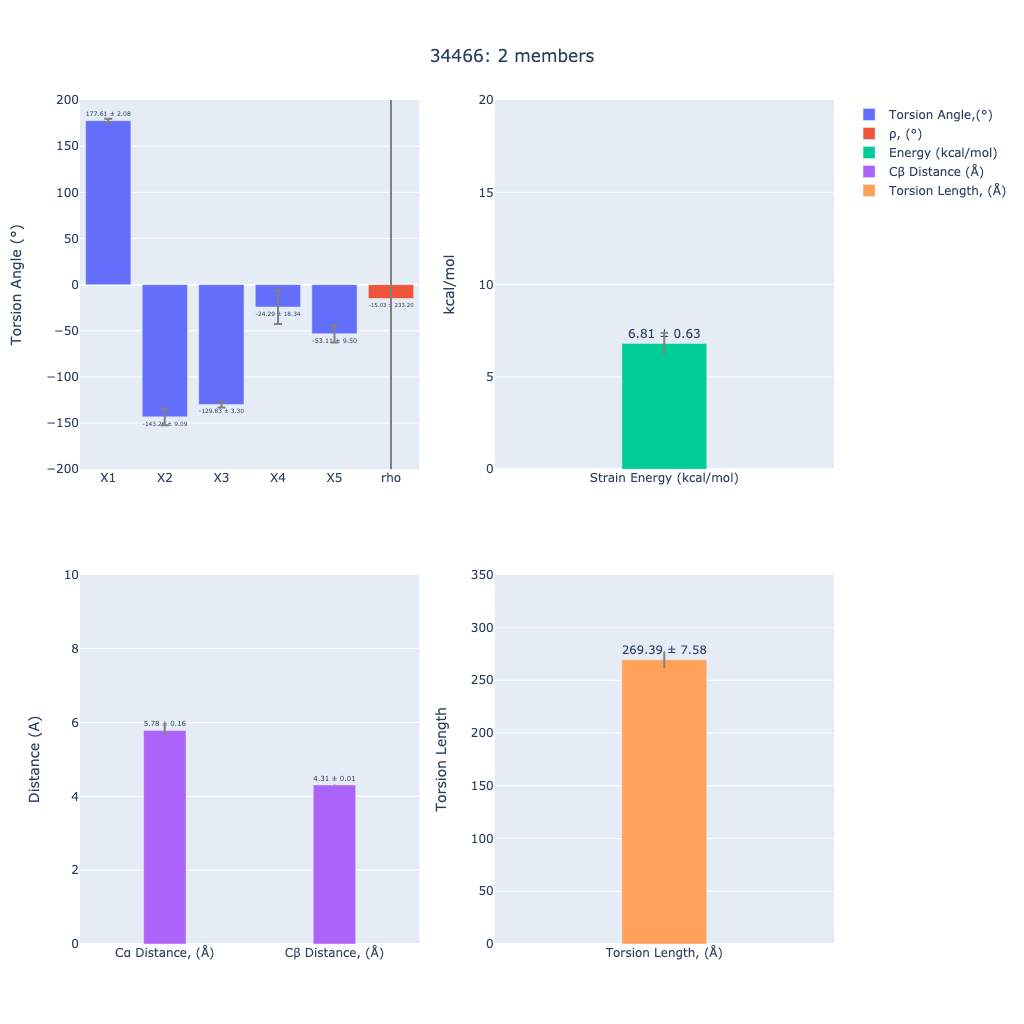 34466: 2 members
200
150
100
50
0
−50
−100
−150
−200
Torsion Angle (°)
177.61 ± 2.08
± 9.09
-129.83 ± 3.30
-24.29 ± 18.34
-53.11 ± 9.50
-15.03 ± 233.20
X1 X2 X3 X4 X5 rho
20
15
10
5
0
kcal/mol
6.81 ± 0.63
Strain Energy (kcal/mol)
Torsion Angle,(°)
ρ, (°)
Energy (kcal/mol)
Cβ Distance (Å)
Torsion Length, (Å)
10
8
6
4
2
0
Distance (A)
5.78 ± 0.16
4.31 ± 0.01
Cα Distance, (Å) Cβ Distance, (Å)
350
300
250
200
150
100
50
0
Torsion Length
269.39 ± 7.58
Torsion Length, (Å)